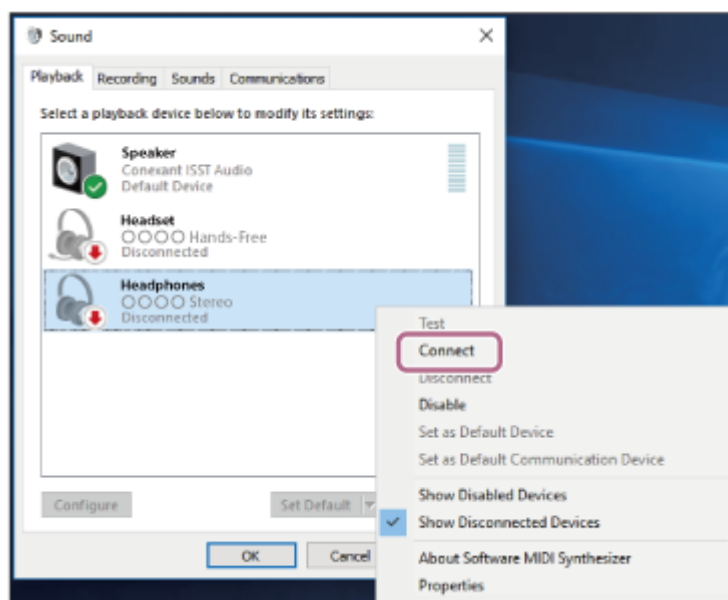 Sound
Playback Recording Sounds Communications
Select a playback device below to modify its settings:
Speaker
Conexant ISST Audio
Default Device
Headset
○○○○ Hands-Free
Disconnected
Headphones
○○○○ Stereo
Disconnected
Test
Connect
Disconnect
Disable
Set as Default Device
Set as Default Communication Device
Show Disabled Devices
Show Disconnected Devices
About Software MIDI Synthesizer
Properties
Configure
Set Default
OK
Cancel